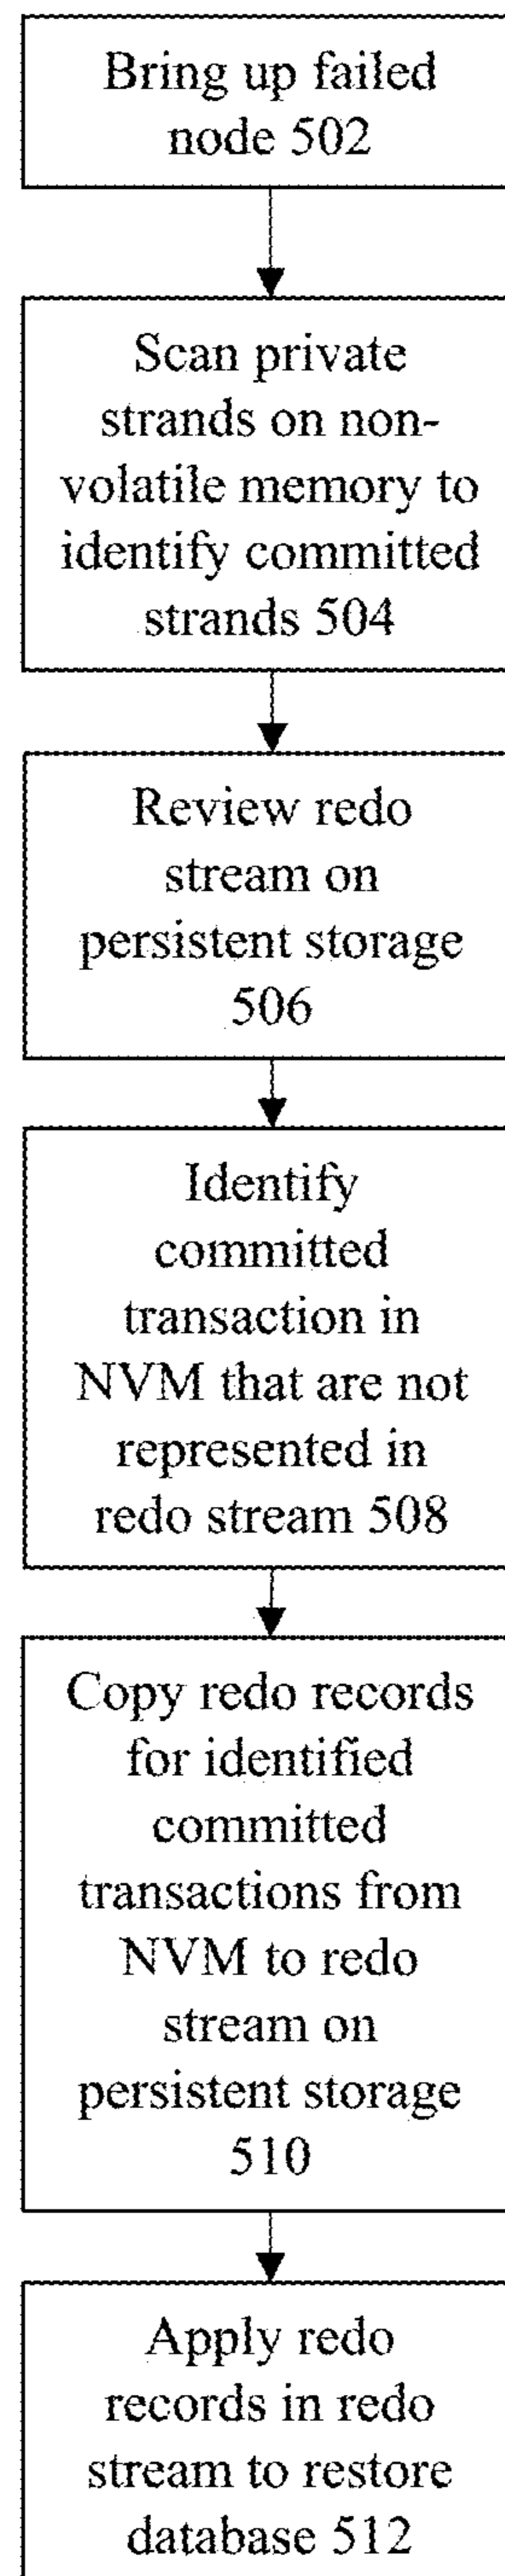 Bring up failed
node 502
Scan private
strands on non-
volatile memory to
identify committed
strands 504
Review redo
stream on
persistent storage
506
Identify
committed
transaction in
NVM that are not
represented in
redo stream 508
Copy redo records
for identified
committed
transactions from
NVM to redo
stream on
persistent storage
510
Apply redo
records in redo
stream to restore
database 512